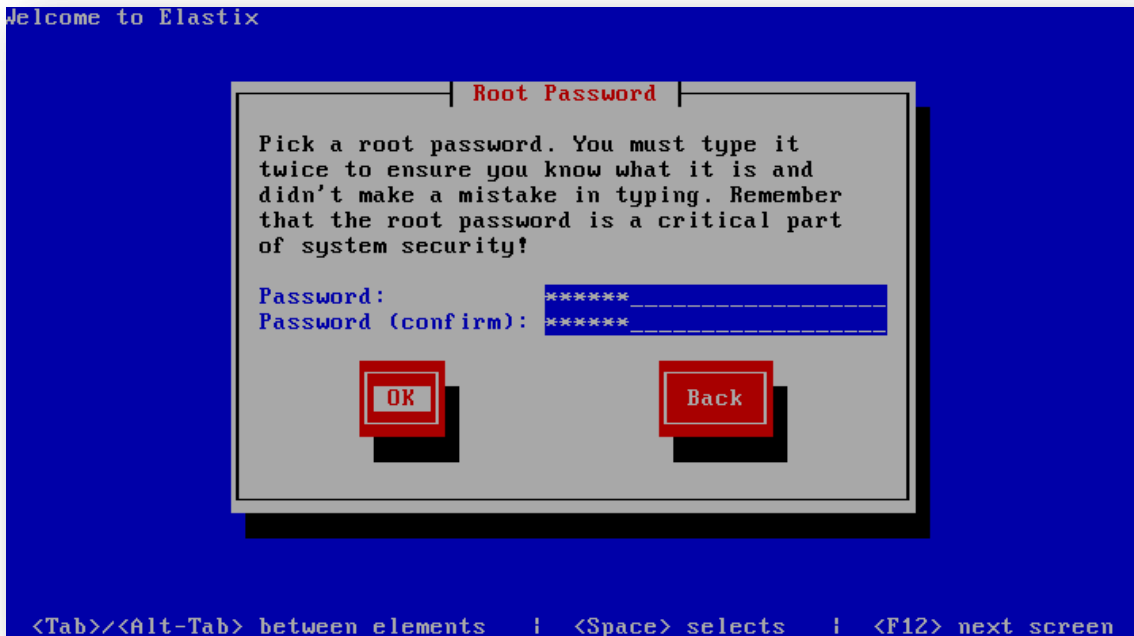 Welcome to Elastix
Root Password
Pick a root password. You must type it
twice to ensure you know what it is and
didn't make a mistake in typing. Remember
that the root password is a critical part
of system security!
Password: ******__________________
Password (confirm): ******__________________
OK Back
<Tab>/<Alt-Tab> between elements | <Space> selects | <F12> next screen